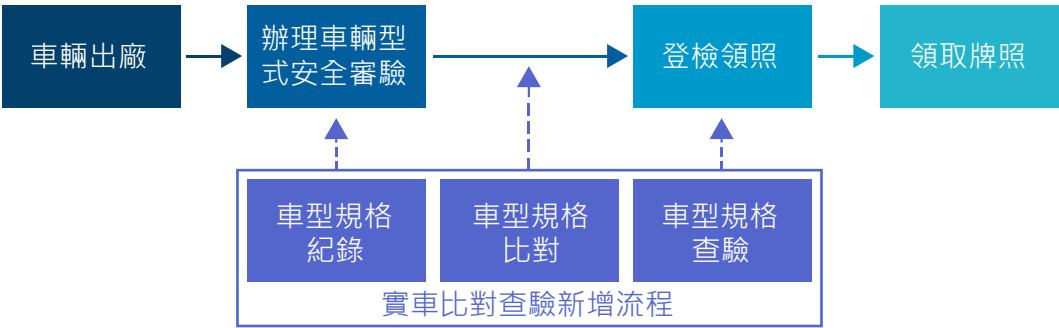 車輛出廠
辦理車輛型
式安全審驗
登檢領照
領取牌照
車型規格
紀錄
車型規格
比對
車型規格
查驗
實車比對查驗新增流程